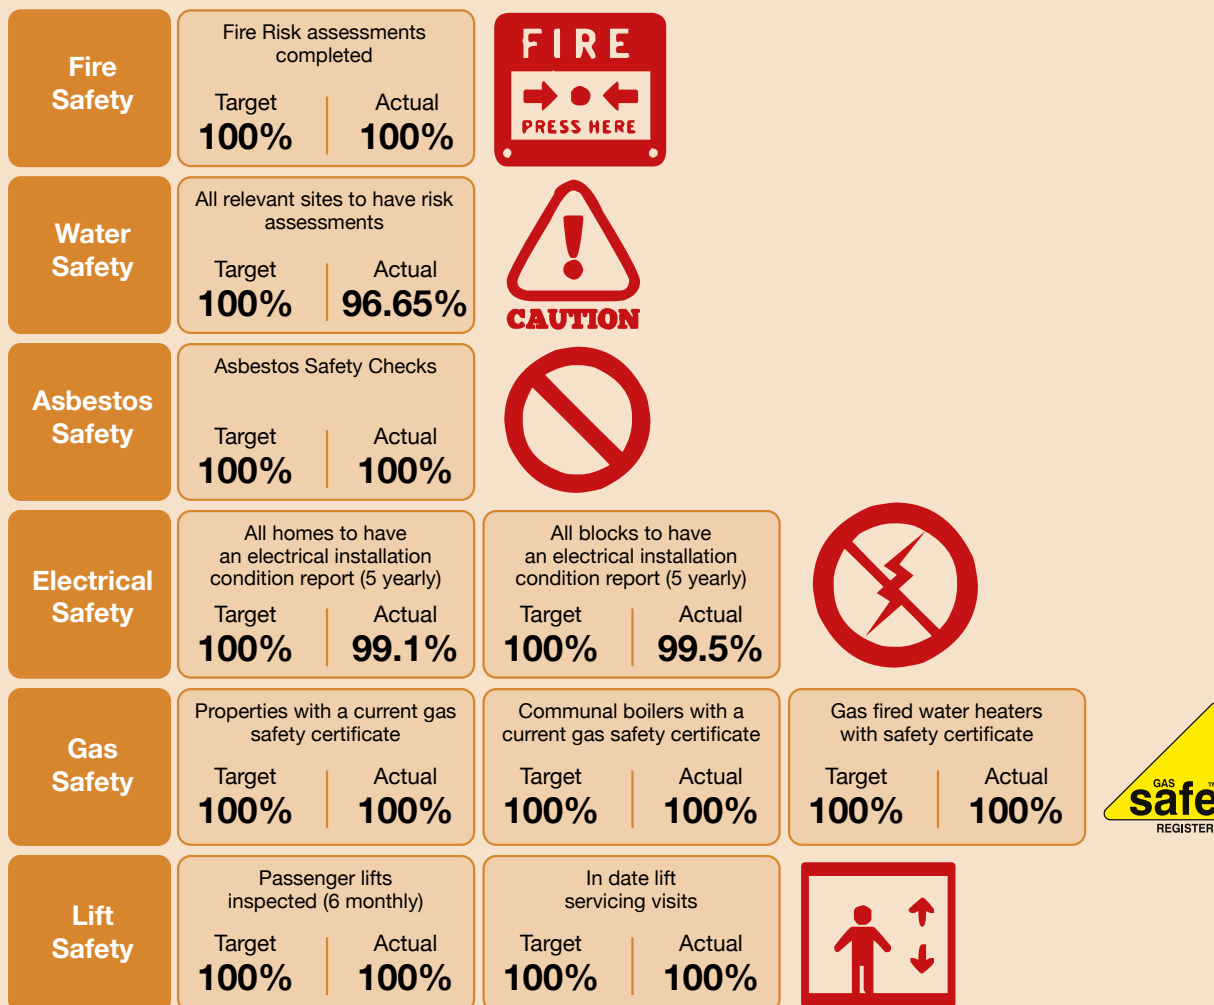 Fire
Safety
Fire Risk assessments
completed
Target Actual
100% 100%
FIRE
PRESS HERE
Water
Safety
All relevant sites to have risk
assessments
Target Actual
100% 96.65%
CAUTION
Asbestos
Safety
Asbestos Safety Checks
Target Actual
100% 100%
Electrical
Safety
All homes to have
an electrical installation
condition report (5 yearly)
Target Actual
100% 99.1%
All blocks to have
an electrical installation
condition report (5 yearly)
Target Actual
100% 99.5%
Gas
Safety
Properties with a current gas
safety certificate
Target Actual
100% 100%
Communal boilers with a
current gas safety certificate
Target Actual
100% 100%
Gas fired water heaters
with safety certificate
Target Actual
100% 100%
GAS
safe
REGISTER
Lift
Safety
Passenger lifts
inspected (6 monthly)
Target Actual
100% 100%
In date lift
servicing visits
Target Actual
100% 100%